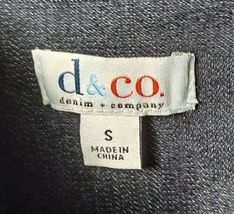 d&co.
denim + company
S
MADE IN
CHINA